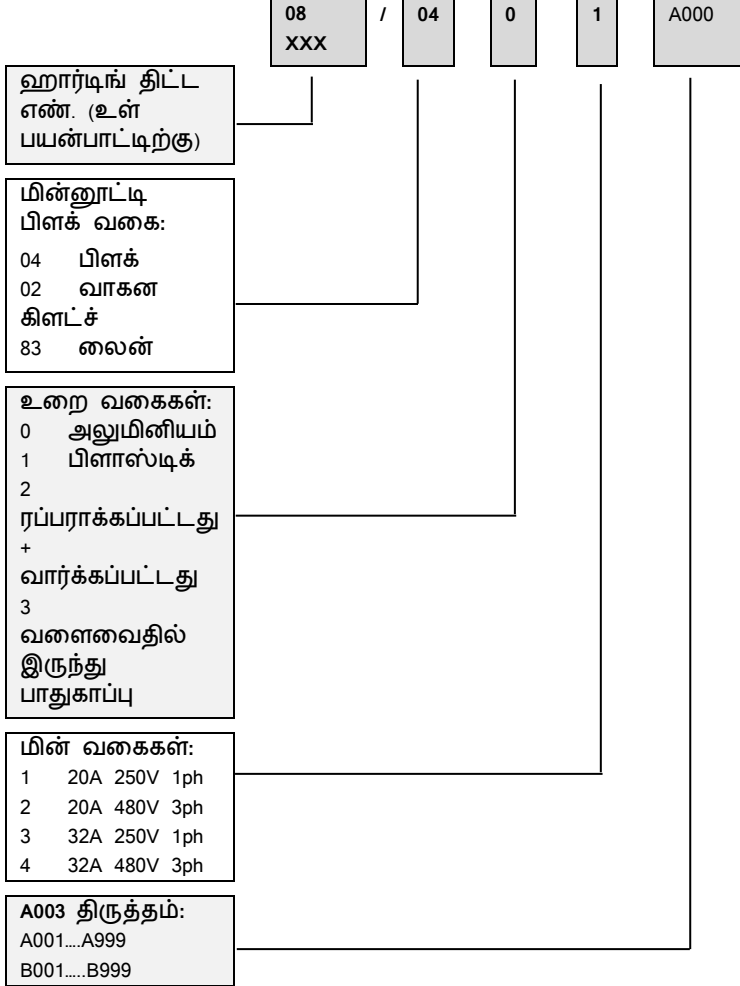 08 / 04 0 1 A000
XXX
ஹார்டிங் திட்ட
எண். (உள்
பயன்பாட்டிற்கு)
மின்னூட்டி
பிளக் வகை:
04 பிளக்
02 வாகன
கிளட்ச்
83 லைன்
உறை வகைகள்:
0 அலுமினியம்
1 பிளாஸ்டிக்
2
ரப்பராக்கப்பட்டது
+
வார்க்கப்பட்டது
3
வளைவைதில்
இருந்து
பாதுகாப்பு
மின் வகைகள்:
1 20A 250V 1ph
2 20A 480V 3ph
3 32A 250V 1ph
4 32A 480V 3ph
A003 திருத்தம்:
A001....A999
B001.....B999